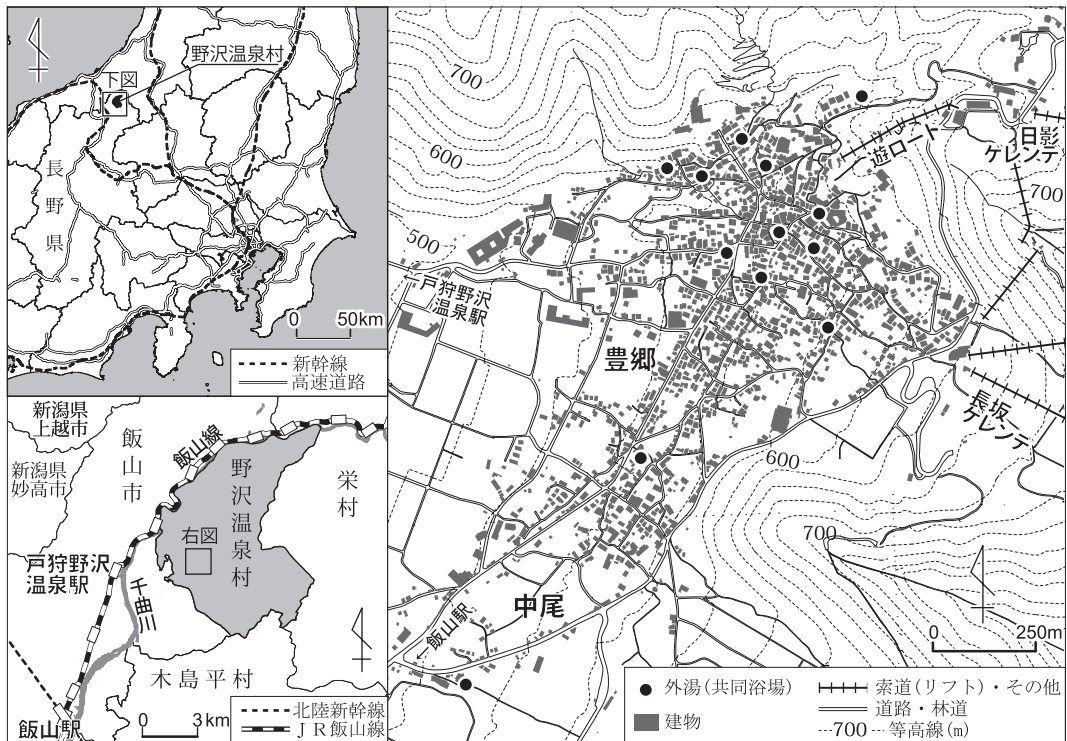 野沢温泉村
下図
長
野
県
0 50km
新幹線
高速道路
新潟県
上越市
飯
山
市
新潟県
妙高市
飯山線
野
沢
温
泉
村
栄
村
右図
戸狩野沢
温泉駅
千曲川
木島平村
飯山駅
0 3km
北陸新幹線
JR飯山線
700
600
500
戸狩野沢
温泉駅
豊郷
遊ロード
日影
ゲレンデ
700
長坂
ゲレンデ
600
700
中尾
←飯山駅
0 250m
外湯(共同浴場)
建物
索道(リフト)・その他
道路・林道
700 等高線(m)